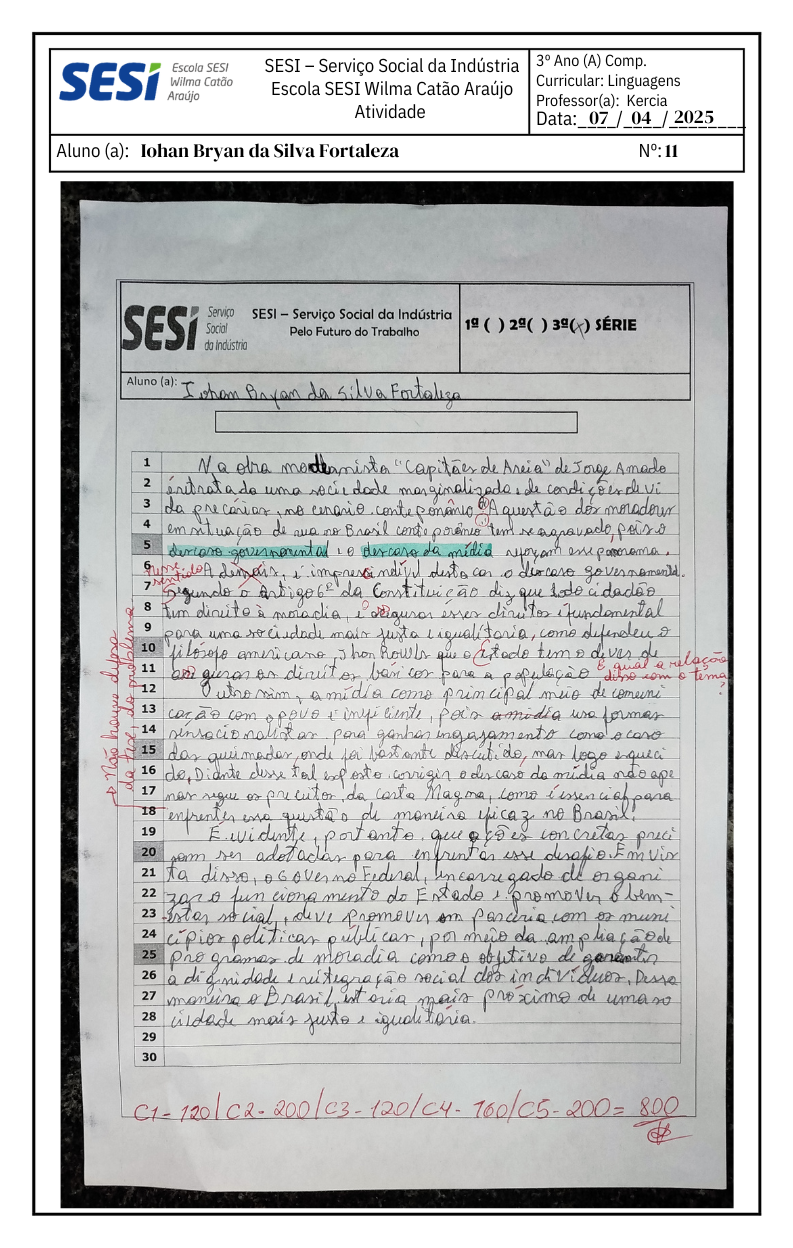 SESI
Escola SESI
Wilma Catão
Araújo
SESI – Serviço Social da Indústria
Escola SESI Wilma Catão Araújo
Atividade
3º Ano (A) Comp.
Curricular: Linguagens
Professor(a): Kercia
Data: 07 / 04 / 2025
Aluno (a): Iohan Bryan da Silva Fortaleza
Nº: 11
SESI
Serviço
Social
da Indústria
SESI – Serviço Social da Indústria
Pelo Futuro do Trabalho
1ª ( ) 2ª( ) 3ª(x) SÉRIE
Aluno (a): Iohan Bryan da Silva Fortaleza
1 Na obra modernista "Capitães de Areia" de Jorge Amado
2 é retratado uma sociedade marginalizada e de condições de vi
3 da precárias, no cenario conteponânio. A questão dos moradores
4 em situação de rua no Brasil conteporâneo tem se agravado, pois o
5 descaso governamental e o descaso da mídia reforçam esse panorama.
6 Ademais, é imprescindível destacar o descaso governamental.
7 Segundo o artigo 6º da Constituição diz que todo cidadão
8 tem direito à moradia, e assegurar esses direitos é fundamental
9 para uma sociedade mais justa e igualitária, como defendeu o
10 filósofo americano, Jhon Rowls que o Estado tem o dever de
11 assegurar os direitos básicos para a população
12 Outrossim, a mídia como principal meio de comuni
13 cação com o povo é ineficiente, pois a mídia usa formas
14 sensacionalistas para ganhar engajamento como o caso
15 das queimadas, onde foi bastante discutido, mas logo esqueci
16 do. Diante desse tal exposto corrigir o descaso da mídia não ape
17 nas segue os preceitos, da Carta Magma, como é essencial para
18 enfrentar essa questão de maneira eficaz no Brasil.
19 É evidente, portanto, que ações concretas preci
20 sam ser adotadas para enfrentar esse desafio. Em vis
21 ta disso, o Governo Federal, encarregado de organi
22 zar o funcionamento do Estado e promover o bem-
23 -estar social, deve promover em parceria com os muni
24 cípios políticas públicas, por meio da ampliação de
25 programas de moradia com o objetivo de garantir
26 a dignidade e reitegração social dos indivíduos. Dessa
27 maneira o Brasil, estaria mais próximo de uma so
28 ciedade mais justa e igualitária.
29
30
sentido
E qual a relação
disso com o tema
?
Não houve defesa
da tese, do problema
C1 - 120 / C2 - 200 / C3 - 120 / C4 - 160 / C5 - 200 = 800